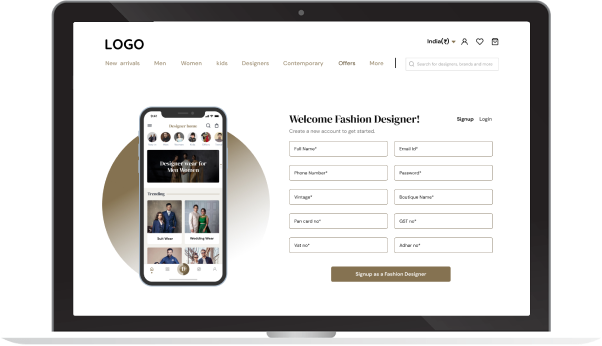 LOGO
India(₹)
New arrivals Men Women kids Designers Contemporary Offers More
Search for designers, brands and more
Welcome Fashion Designer! Signup Login
Create a new account to get started.
Full Name* Email Id*
Phone Number* Password*
Vintage* Boutique Name*
Pan card no* GST no*
Vat no* Adhar no*
Signup as a Fashion Designer
Designer home
Designer wear for
Men Women
Trending
Suit Wear Wedding Wear